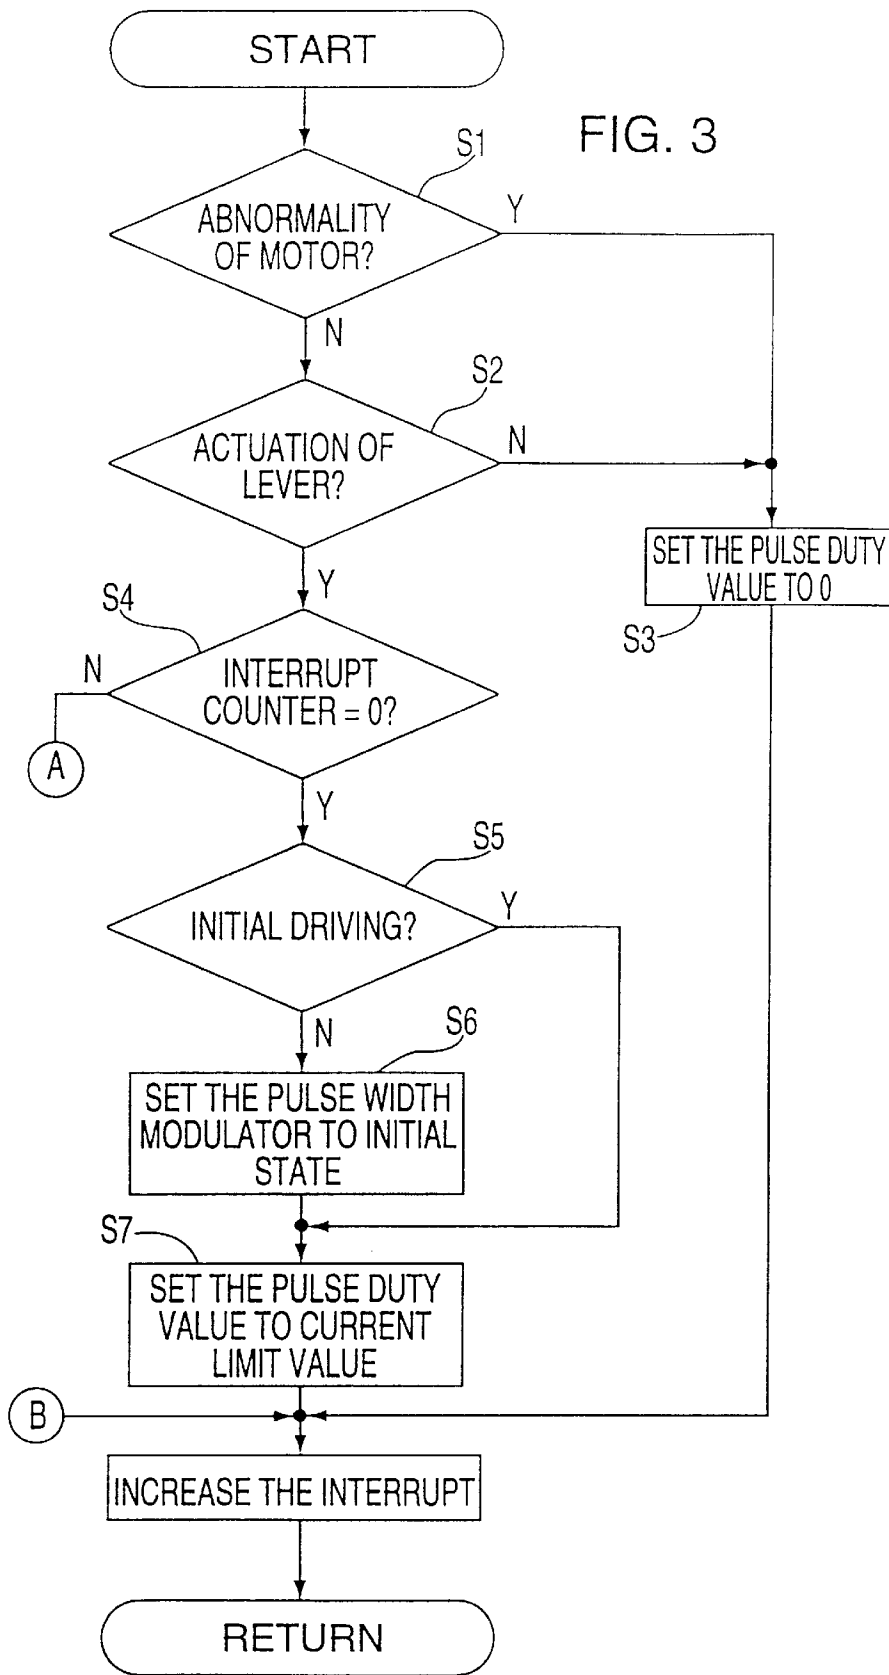 START
FIG. 3
S1
ABNORMALITY
OF MOTOR?
Y
N
S2
ACTUATION OF
LEVER?
N
Y
SET THE PULSE DUTY
VALUE TO 0
S3
S4
INTERRUPT
COUNTER = 0?
N
A
Y
S5
INITIAL DRIVING?
Y
N
S6
SET THE PULSE WIDTH
MODULATOR TO INITIAL
STATE
S7
SET THE PULSE DUTY
VALUE TO CURRENT
LIMIT VALUE
B
INCREASE THE INTERRUPT
RETURN